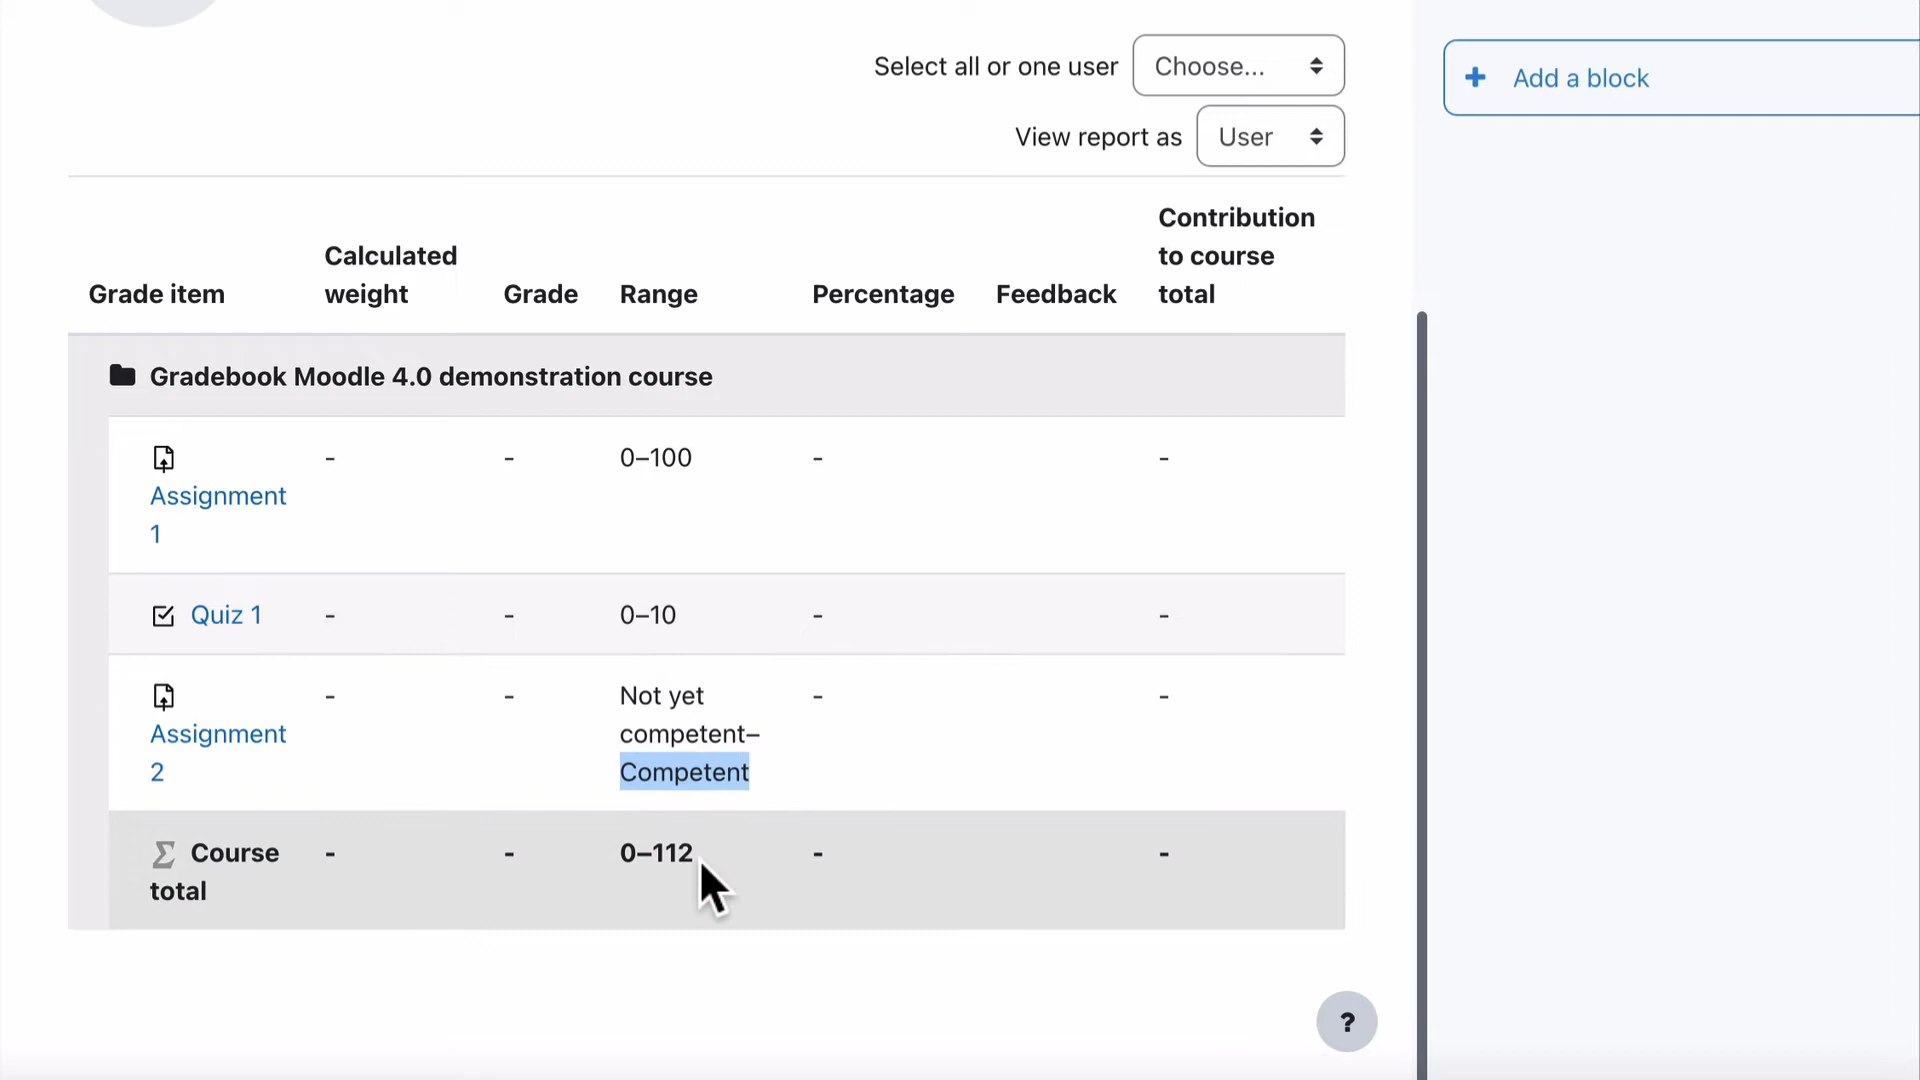 Select all or one user Choose...
+ Add a block
View report as User
Contribution
Calculated to course
Grade item weight Grade Range Percentage Feedback total
Gradebook Moodle 4.0 demonstration course
- - 0–100 - -
Assignment
1
Quiz 1 - - 0–10 - -
- - Not yet - -
Assignment competent–
2 Competent
Σ Course - - 0–112 - -
total
?